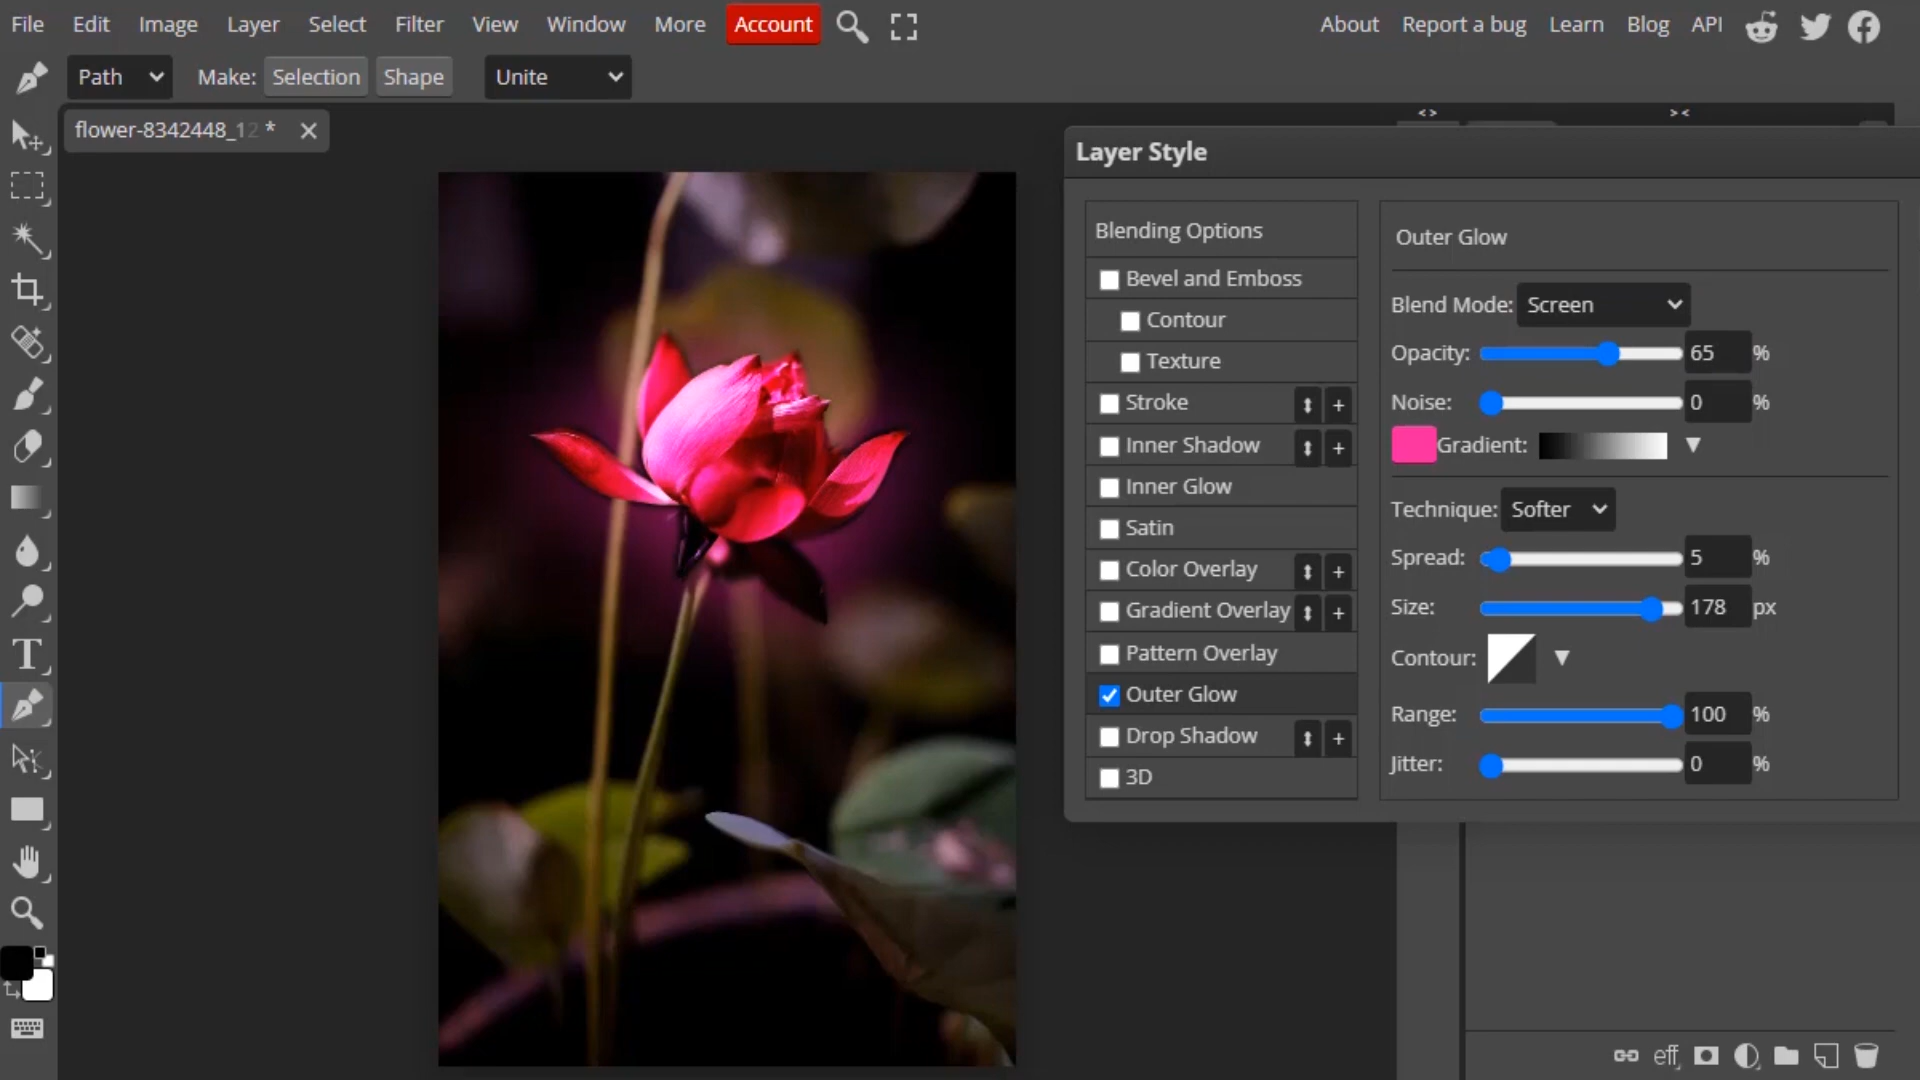 File Edit Image Layer Select Filter View Window More Account About Report a bug Learn Blog API
Path Make: Selection Shape Unite
flower-8342448_12 *
< > > <
Layer Style
Blending Options
Bevel and Emboss
Contour
Texture
Stroke +
Inner Shadow +
Inner Glow
Satin
Color Overlay +
Gradient Overlay +
Pattern Overlay
Outer Glow
Drop Shadow +
3D
Outer Glow
Blend Mode: Screen
Opacity: 65 %
Noise: 0 %
Gradient:
Technique: Softer
Spread: 5 %
Size: 178 px
Contour:
Range: 100 %
Jitter: 0 %
T
eff